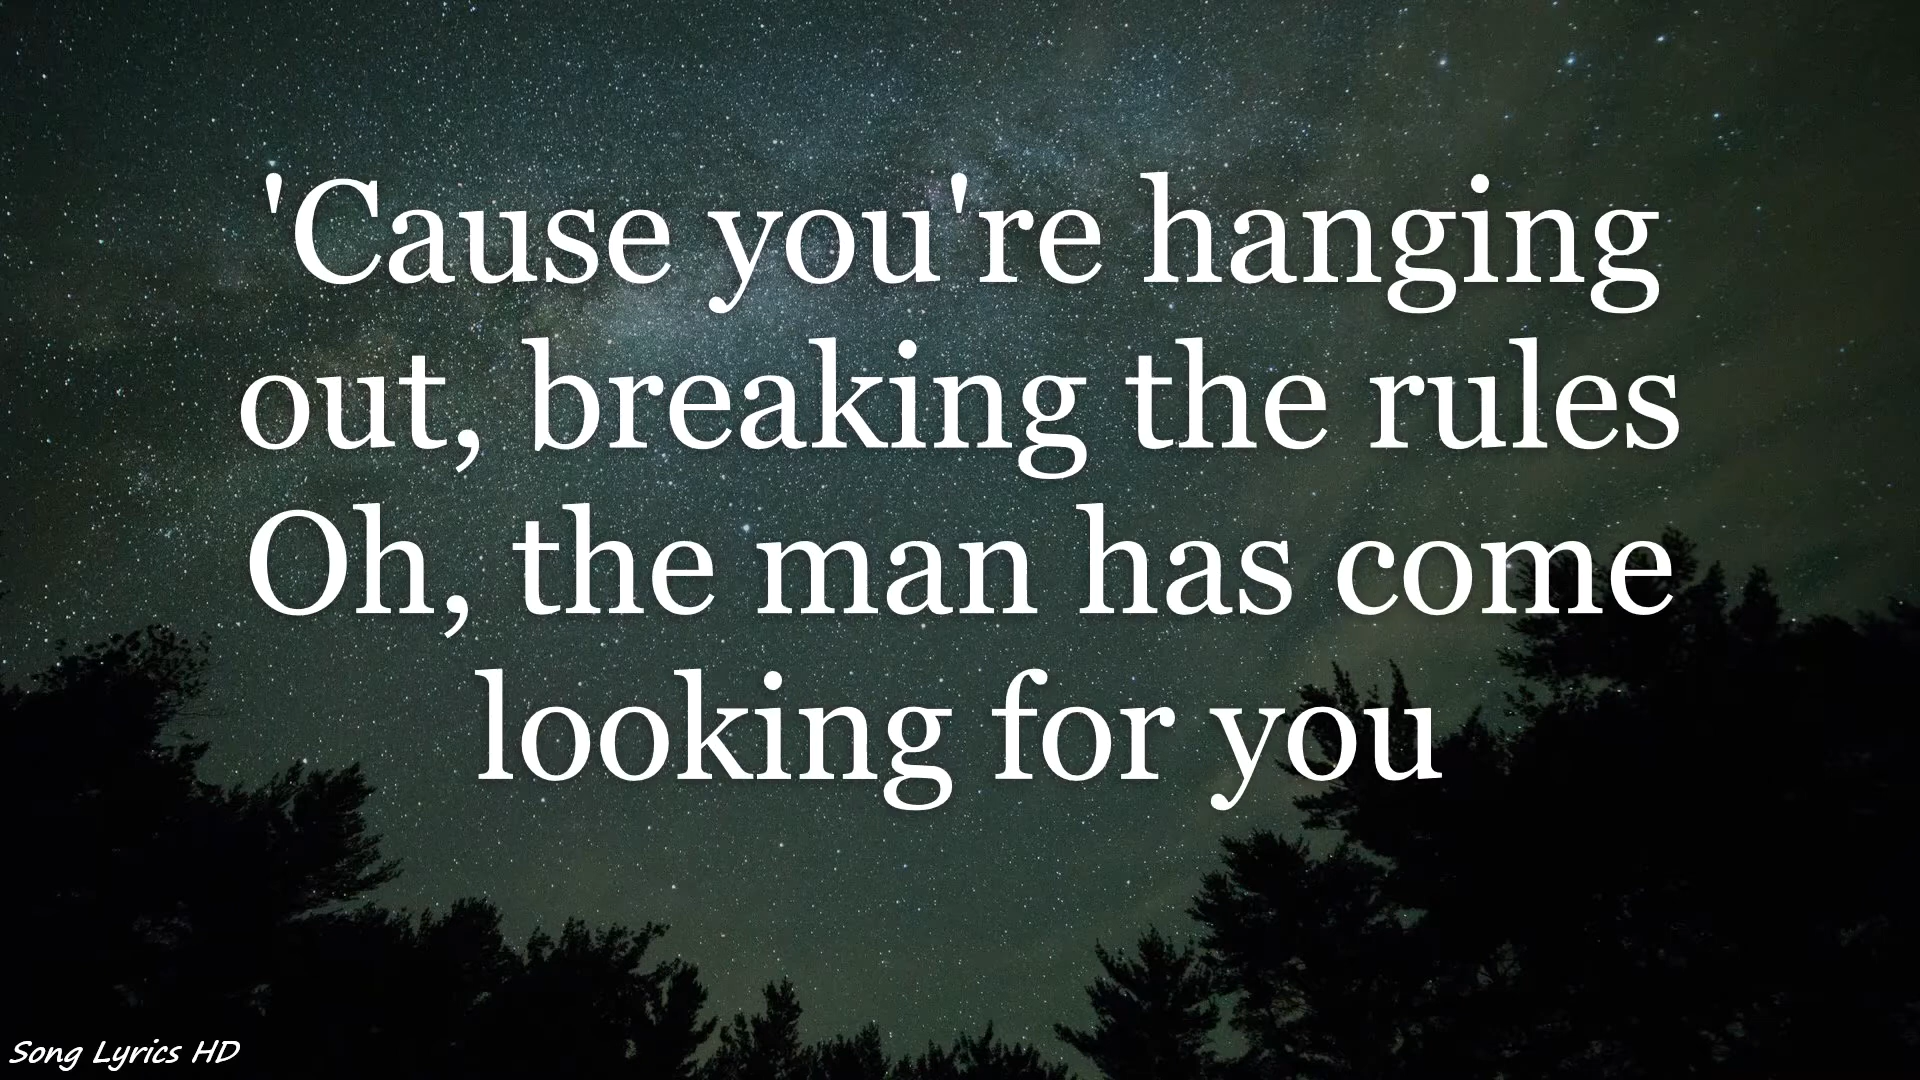 'Cause you're hanging
out, breaking the rules
Oh, the man has come
looking for you
Song Lyrics HD